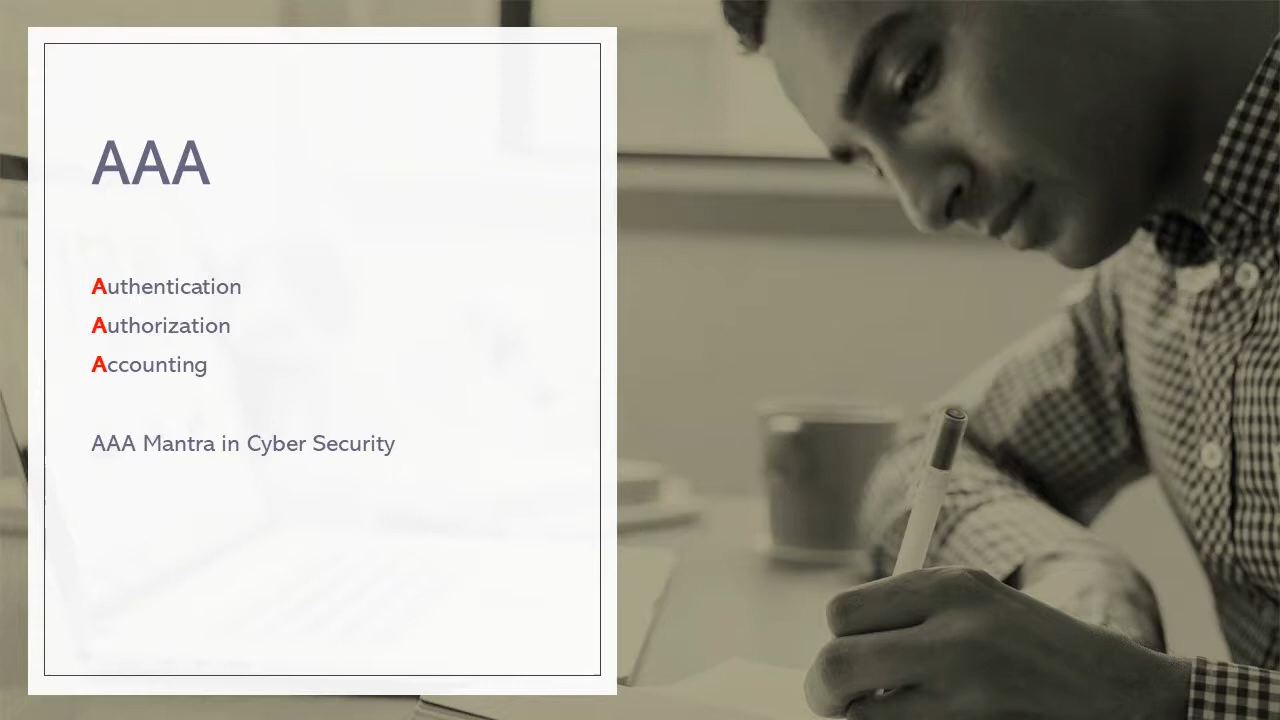 AAA
Authentication
Authorization
Accounting
AAA Mantra in Cyber Security